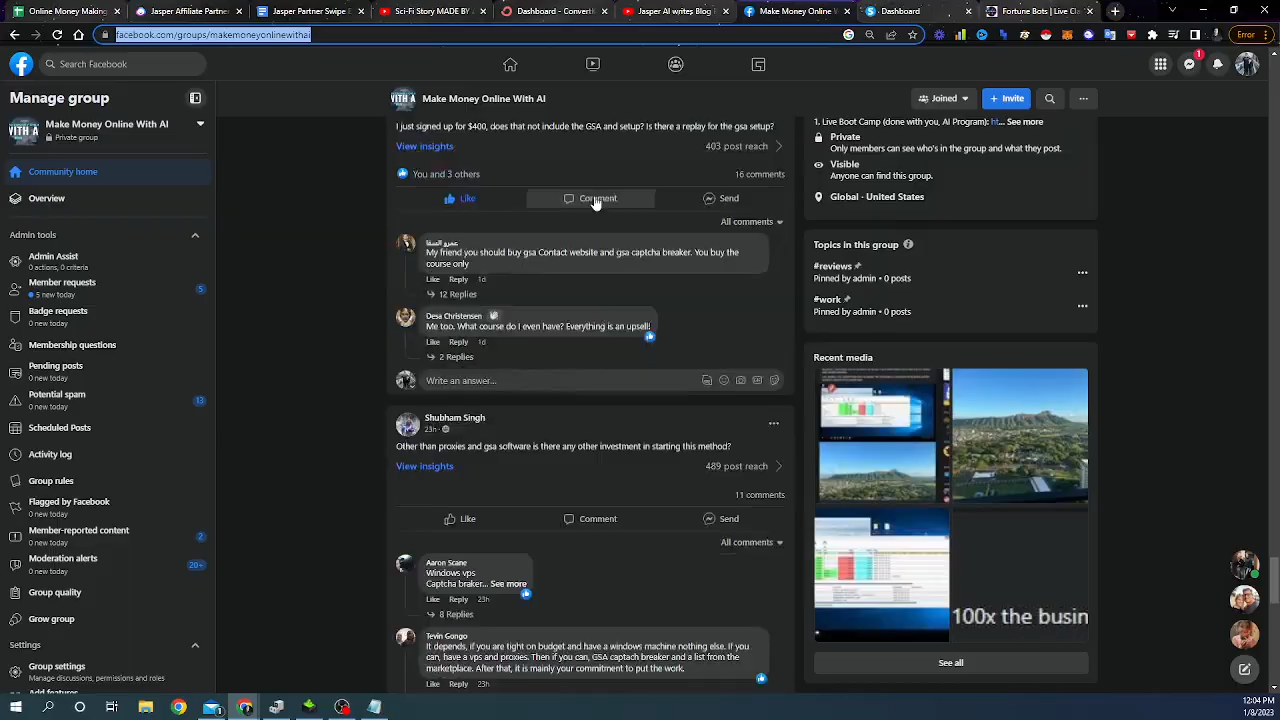 Online Making Money
Jasper Affiliate Partner
Jasper Partner Swipe
Sci-Fi Story MADE BY
Dashboard - ConvertK
Jasper AI writes Blog
Make Money Online W
Dashboard
Fortune Bots | Live Cl
facebook.com/groups/makemoneyonlinewithai
Error
Search Facebook
1
Manage group
WITH A
Make Money Online With AI
Private group
Community home
Overview
Admin tools
Admin Assist
0 actions, 0 criteria
Member requests
5 new today
5
Badge requests
0 new today
Membership questions
Pending posts
0 new today
Potential spam
0 new today
13
Scheduled Posts
Activity log
Group rules
Flagged by Facebook
0 new today
Member-reported content
0 new today
2
Moderation alerts
0 new today
Group quality
Grow group
Settings
Group settings
Manage discussions, permissions and roles
Add features
WITH A
Make Money Online With AI
Joined
+ Invite
I just signed up for $400, does that not include the GSA and setup? Is there a replay for the gsa setup?
View insights
403 post reach
You and 3 others
16 comments
Like
Comment
Send
All comments
عمرو السقا
My friend you should buy gsa Contact website and gsa captcha breaker. You buy the
course only
Like Reply 1d
12 Replies
Desa Christensen
Me too. What course do I even have? Everything is an upsell!
Like Reply 1d
2 Replies
Write an answer...
Shubham Singh
23h
Other than proxies and gsa software is there any other investment in starting this method?
View insights
489 post reach
11 comments
Like
Comment
Send
All comments
Windows vps
Captcha breaker... See more
Like Reply 23h
8 Replies
Tevin Gongo
It depends, if you are tight on budget and have a windows machine nothing else. If you
can, have a vps and proxies. Then if you can, GSA captach breaker and a list from the
marketplace. After that, it is mainly your commitment to put the work.
Like Reply 23h
1. Live Boot Camp (done with you, AI Program): ht... See more
Private
Only members can see who's in the group and what they post.
Visible
Anyone can find this group.
Global · United States
Topics in this group
#reviews
Pinned by admin • 0 posts
#work
Pinned by admin • 0 posts
Recent media
100x the busin
See all
12:04 PM
1/8/2023